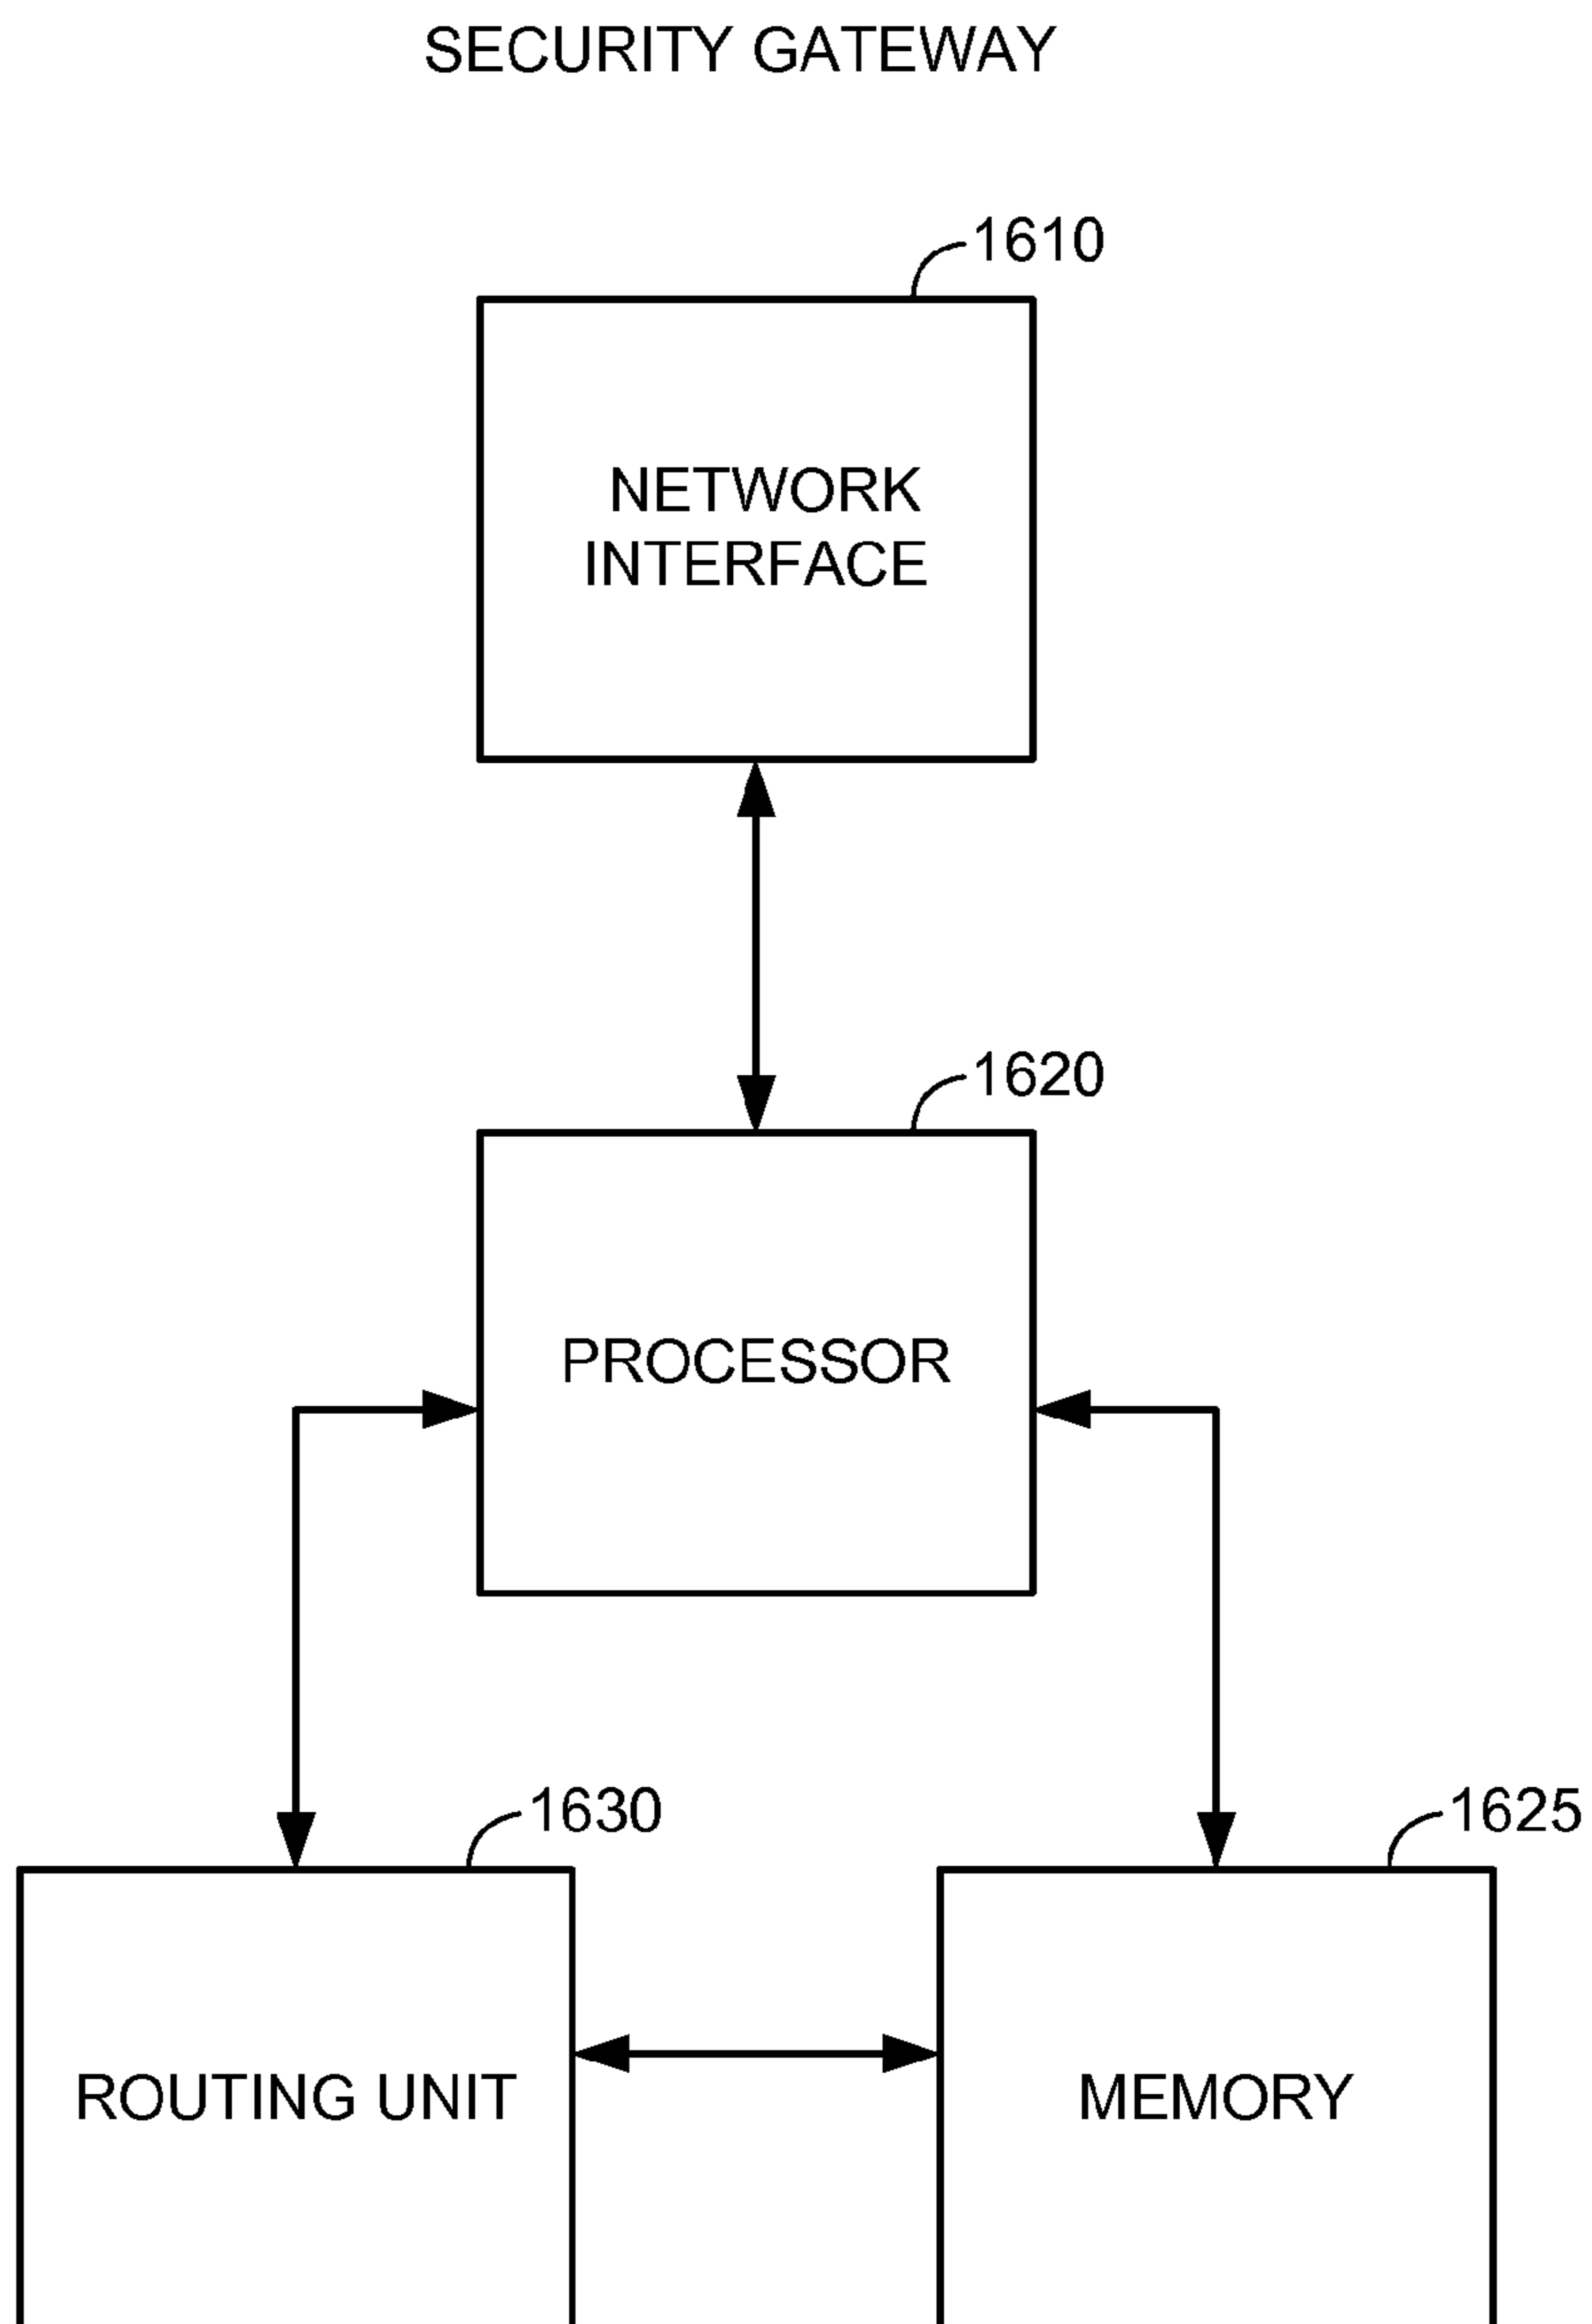 SECURITY GATEWAY
1610
NETWORK
INTERFACE
1620
PROCESSOR
1630
1625
ROUTING UNIT
MEMORY